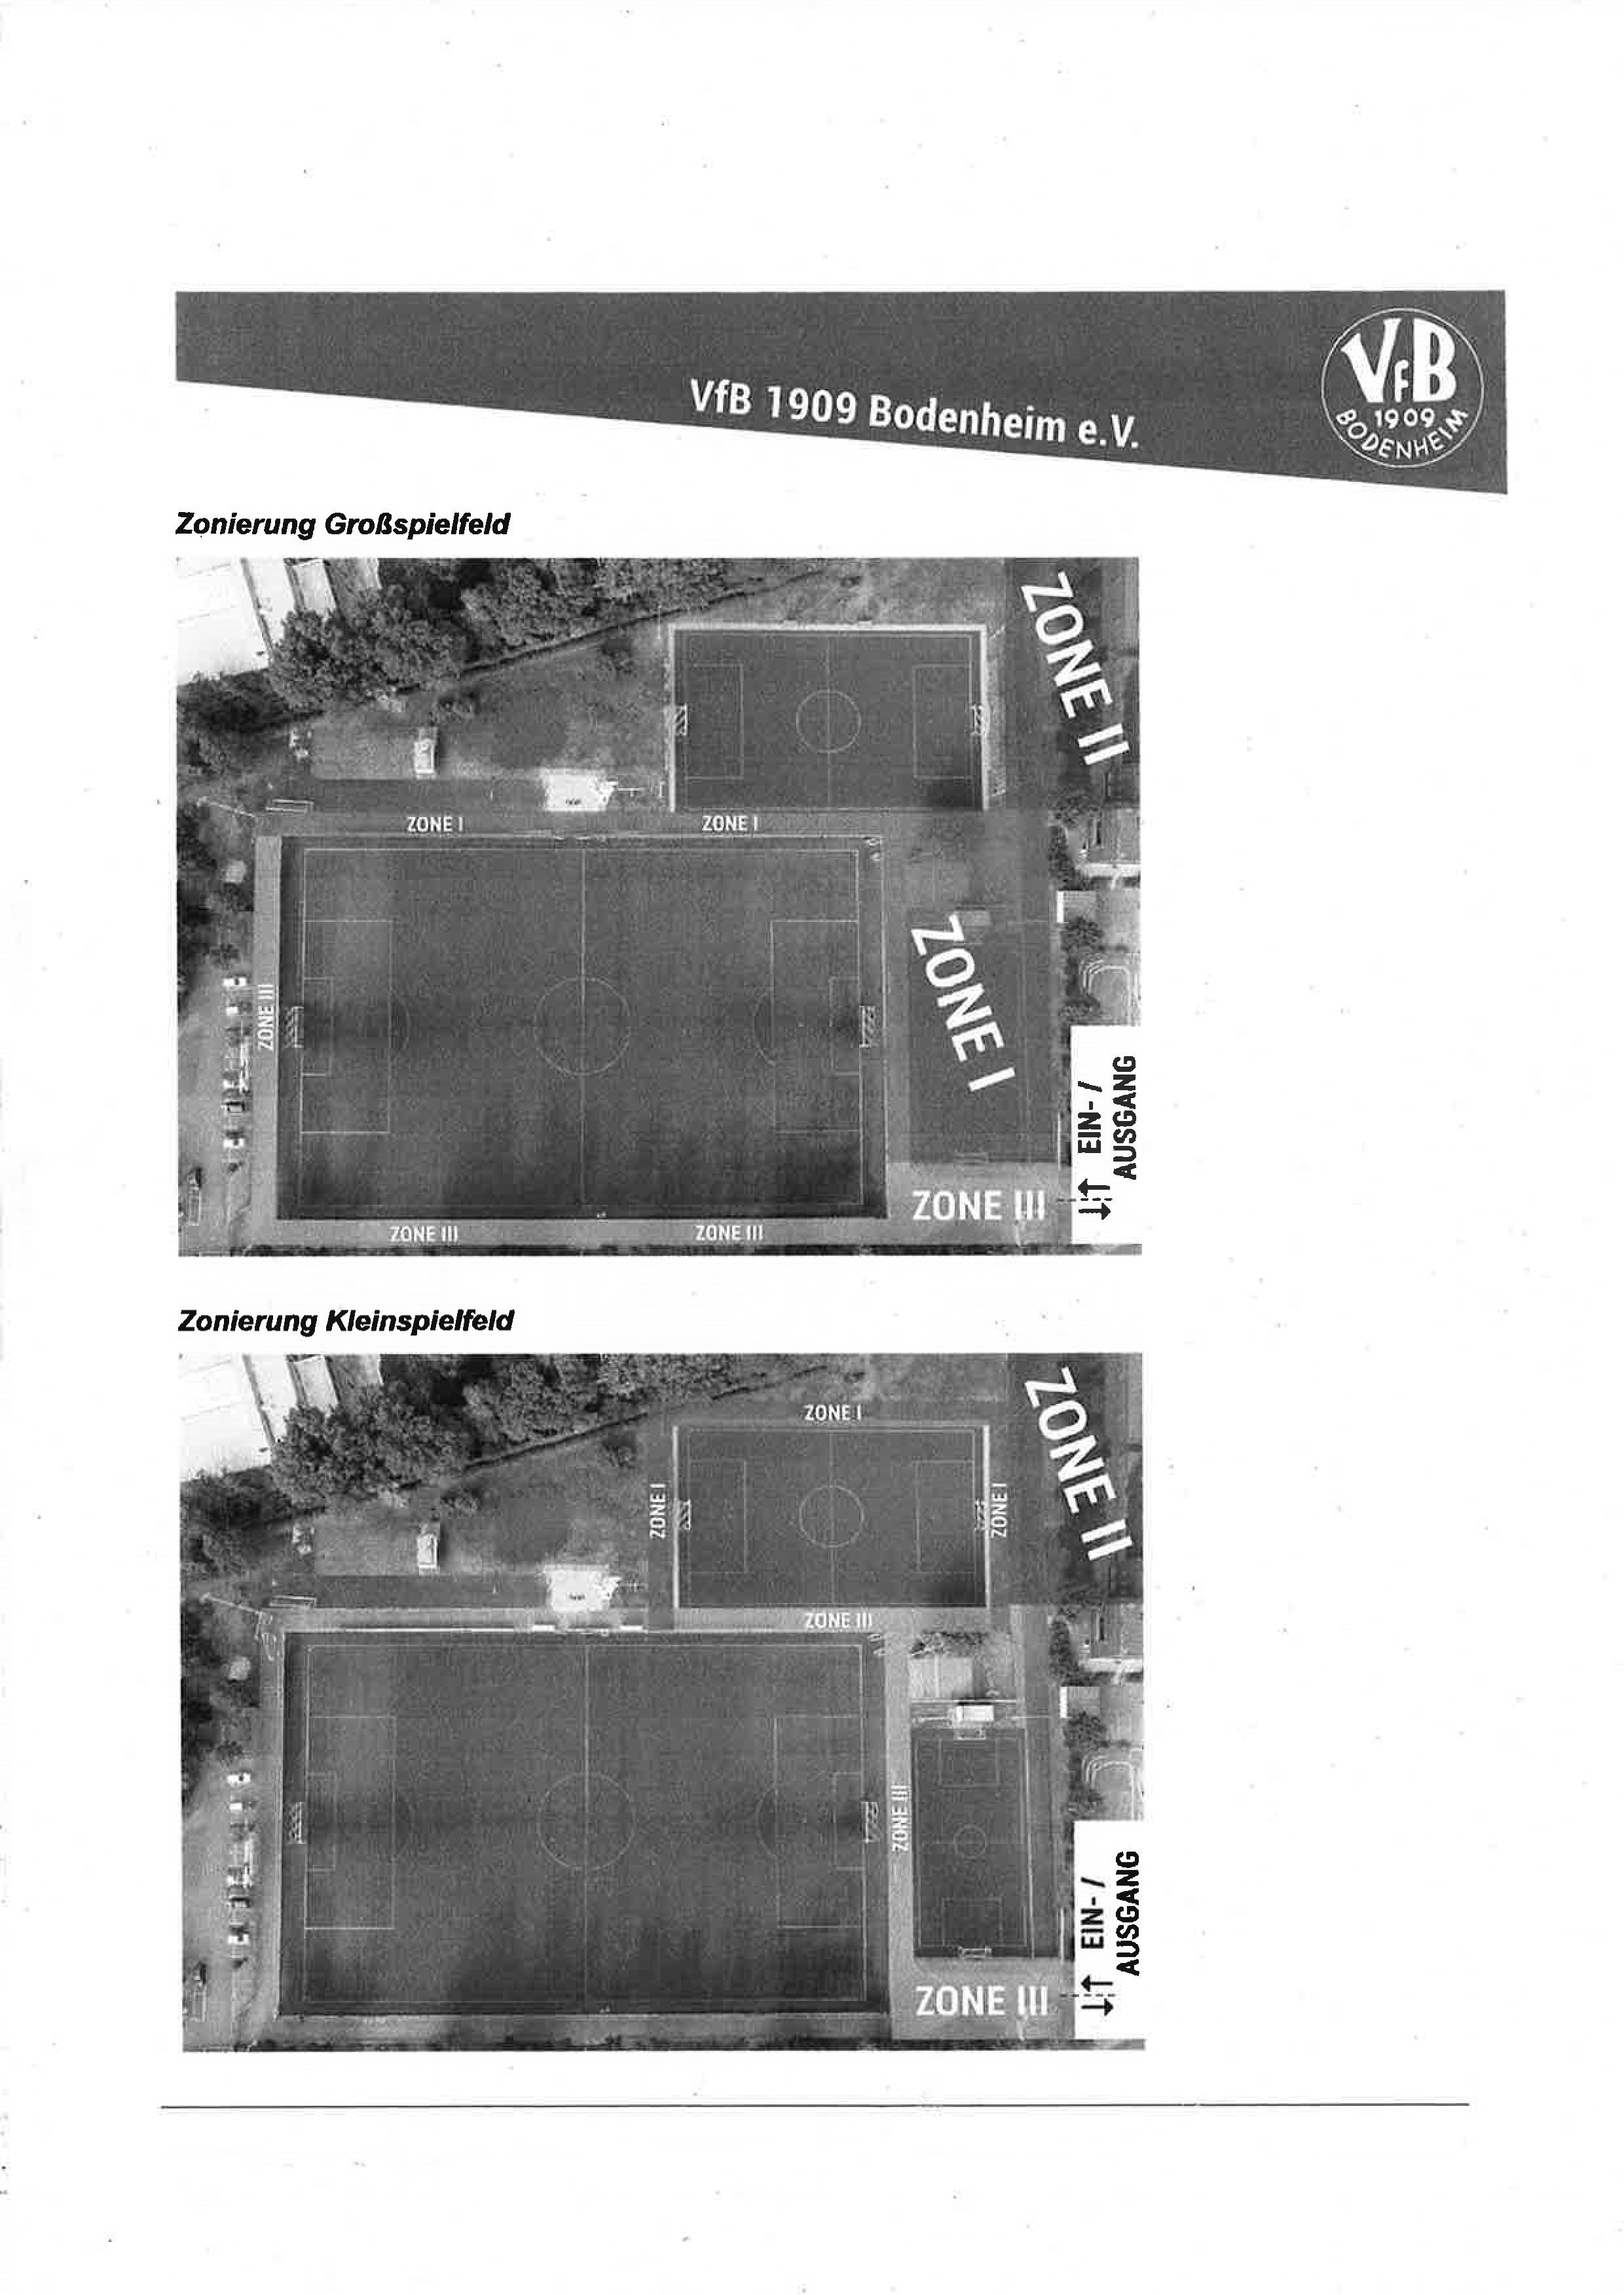 VfB 1909 Bodenheim e.V.
VfB
1909
BODENHEIM
Zonierung Großspielfeld
ZONE II
ZONE I
ZONE I
ZONE I
ZONE III
EIN- /
AUSGANG
ZONE III
ZONE III
ZONE III
Zonierung Kleinspielfeld
ZONE II
ZONE I
ZONE I
ZONE I
ZONE III
ZONE III
EIN- /
AUSGANG
ZONE III